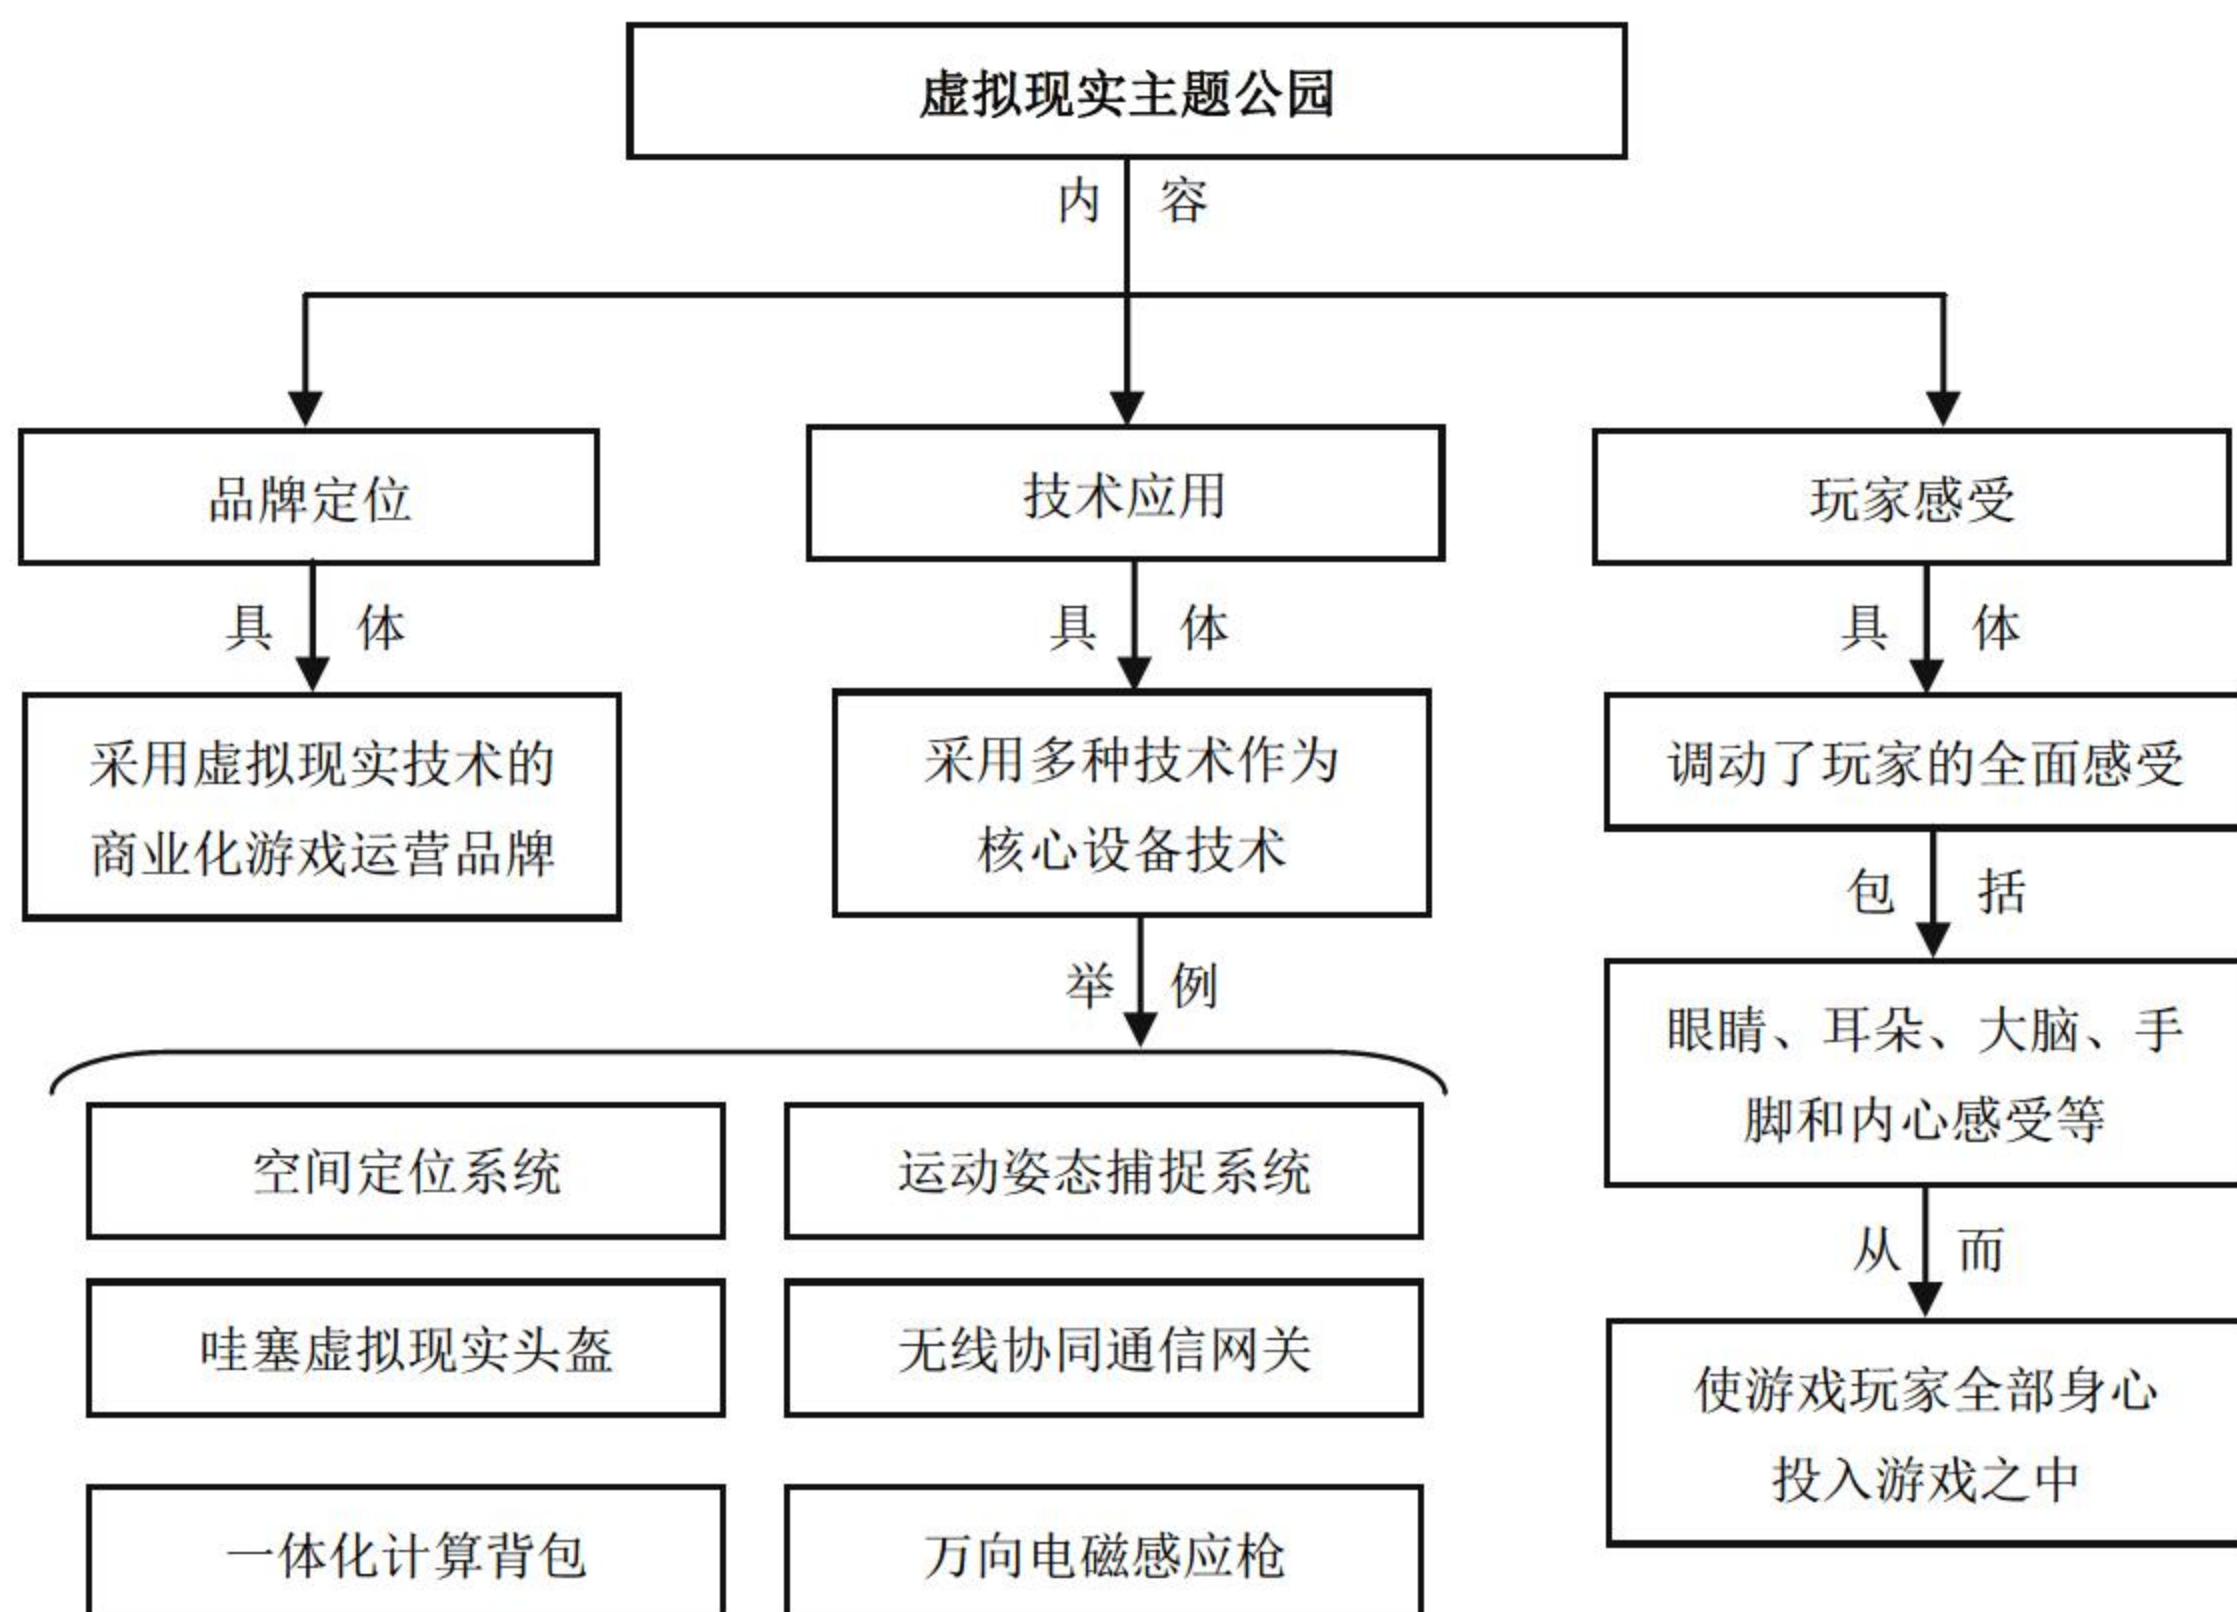 虚拟现实主题公园
内 容
品牌定位
技术应用
玩家感受
具 体
具 体
具 体
采用虚拟现实技术的
商业化游戏运营品牌
采用多种技术作为
核心设备技术
调动了玩家的全面感受
包 括
举 例
眼睛、耳朵、大脑、手
脚和内心感受等
空间定位系统
运动姿态捕捉系统
从 而
哇塞虚拟现实头盔
无线协同通信网关
使游戏玩家全部身心
投入游戏之中
一体化计算背包
万向电磁感应枪